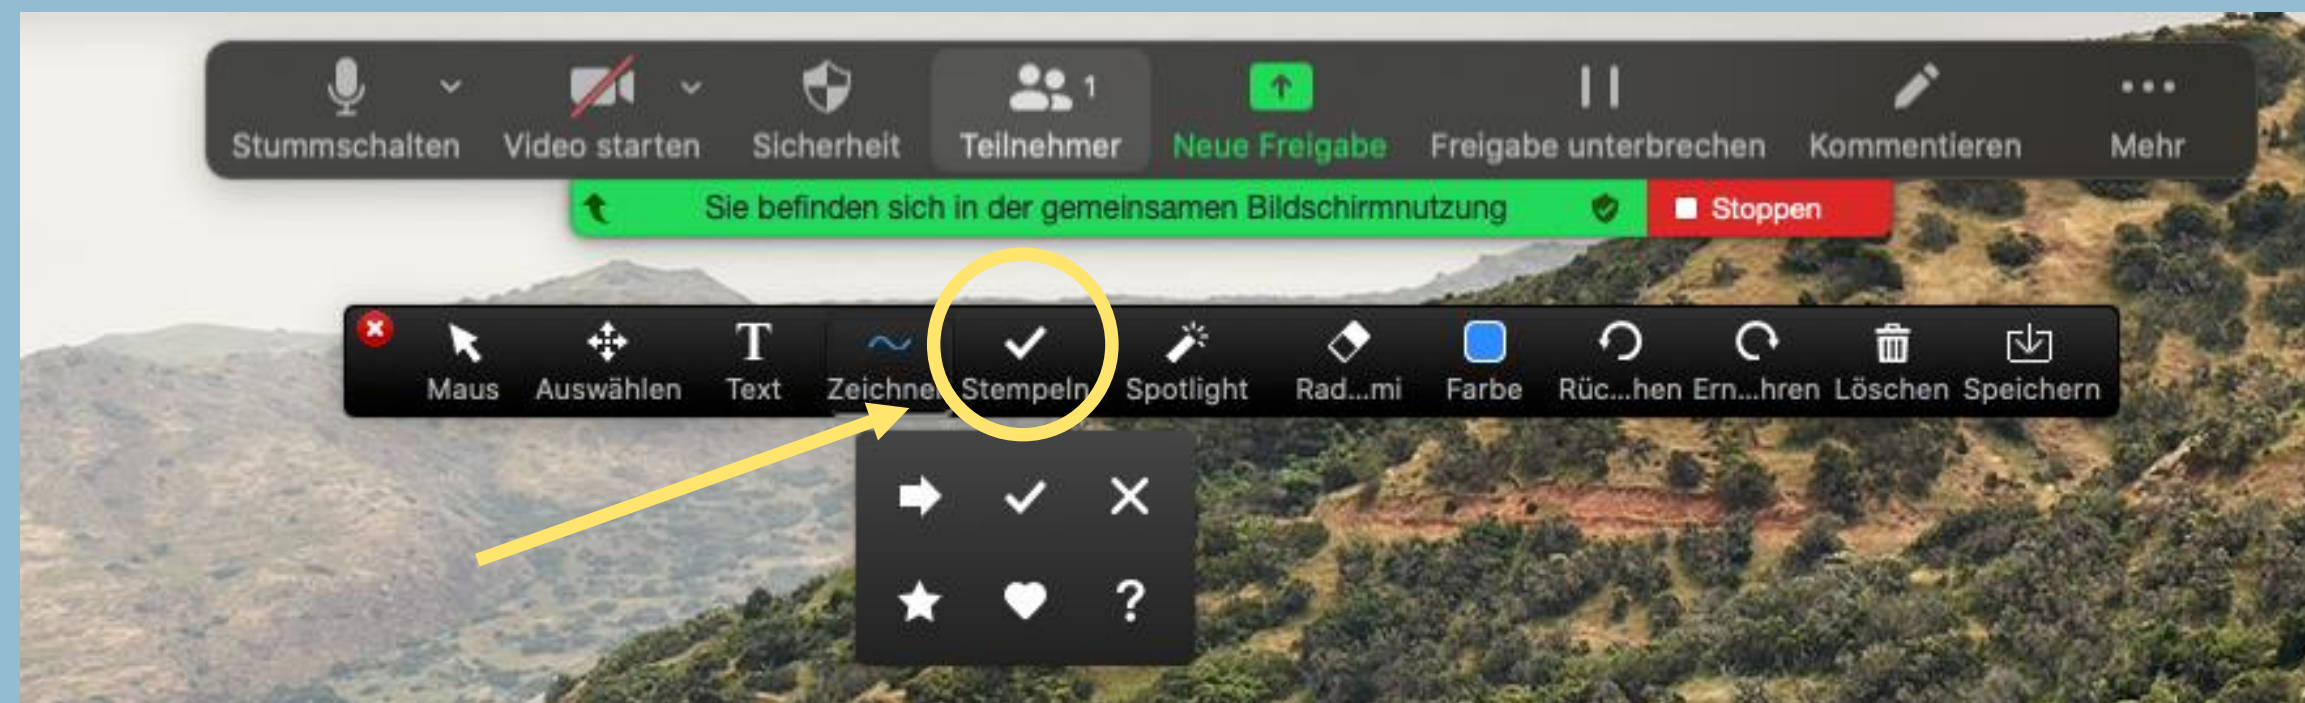 1
Stummschalten Video starten Sicherheit Teilnehmer Neue Freigabe Freigabe unterbrechen Kommentieren Mehr
Sie befinden sich in der gemeinsamen Bildschirmnutzung Stoppen
T
Maus Auswählen Text Zeichner Stempeln Spotlight Rad...mi Farbe Rüc...hen Ern...hren Löschen Speichern
?